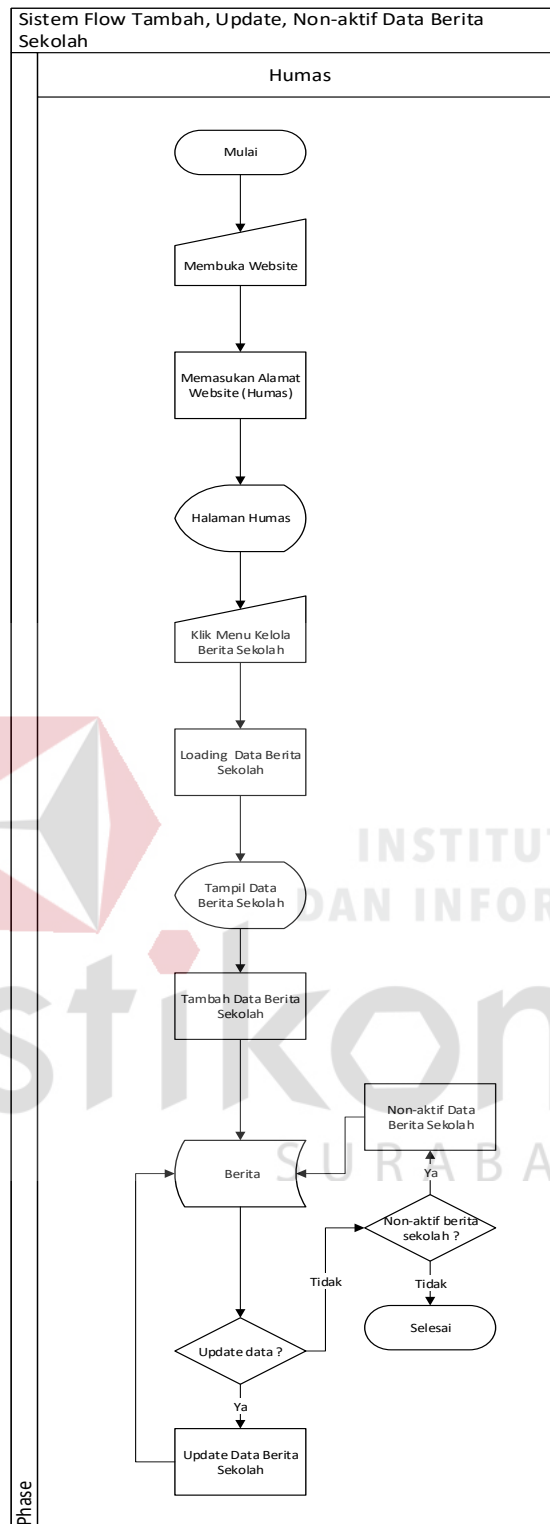 Sistem Flow Tambah, Update, Non-aktif Data Berita
Sekolah
Humas
Mulai
Membuka Website
Memasukan Alamat
Website (Humas)
Halaman Humas
Klik Menu Kelola
Berita Sekolah
Loading Data Berita
Sekolah
INSTITUT
Tampil Data
Berita Sekolah
DAN INFOR
Tambah Data Berita
Sekolah
stikom
Non-aktif Data
Berita Sekolah
Berita
SURABA
Ya
Non-aktif berita
sekolah ?
Tidak
Tidak
Selesai
Update data ?
Ya
Update Data Berita
Sekolah
Phase